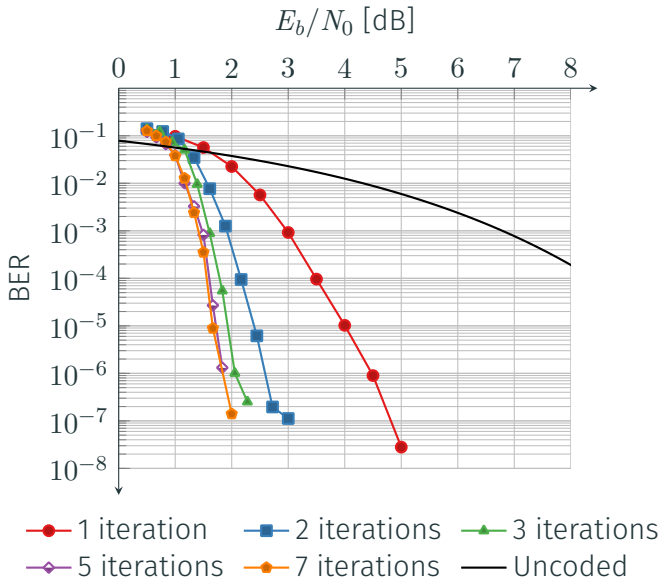 E_b/N_0 [dB]
0 1 2 3 4 5 6 7 8
10^{-1}
10^{-2}
10^{-3}
10^{-4}
10^{-5}
10^{-6}
10^{-7}
10^{-8}
BER
1 iteration 2 iterations 3 iterations
5 iterations 7 iterations Uncoded